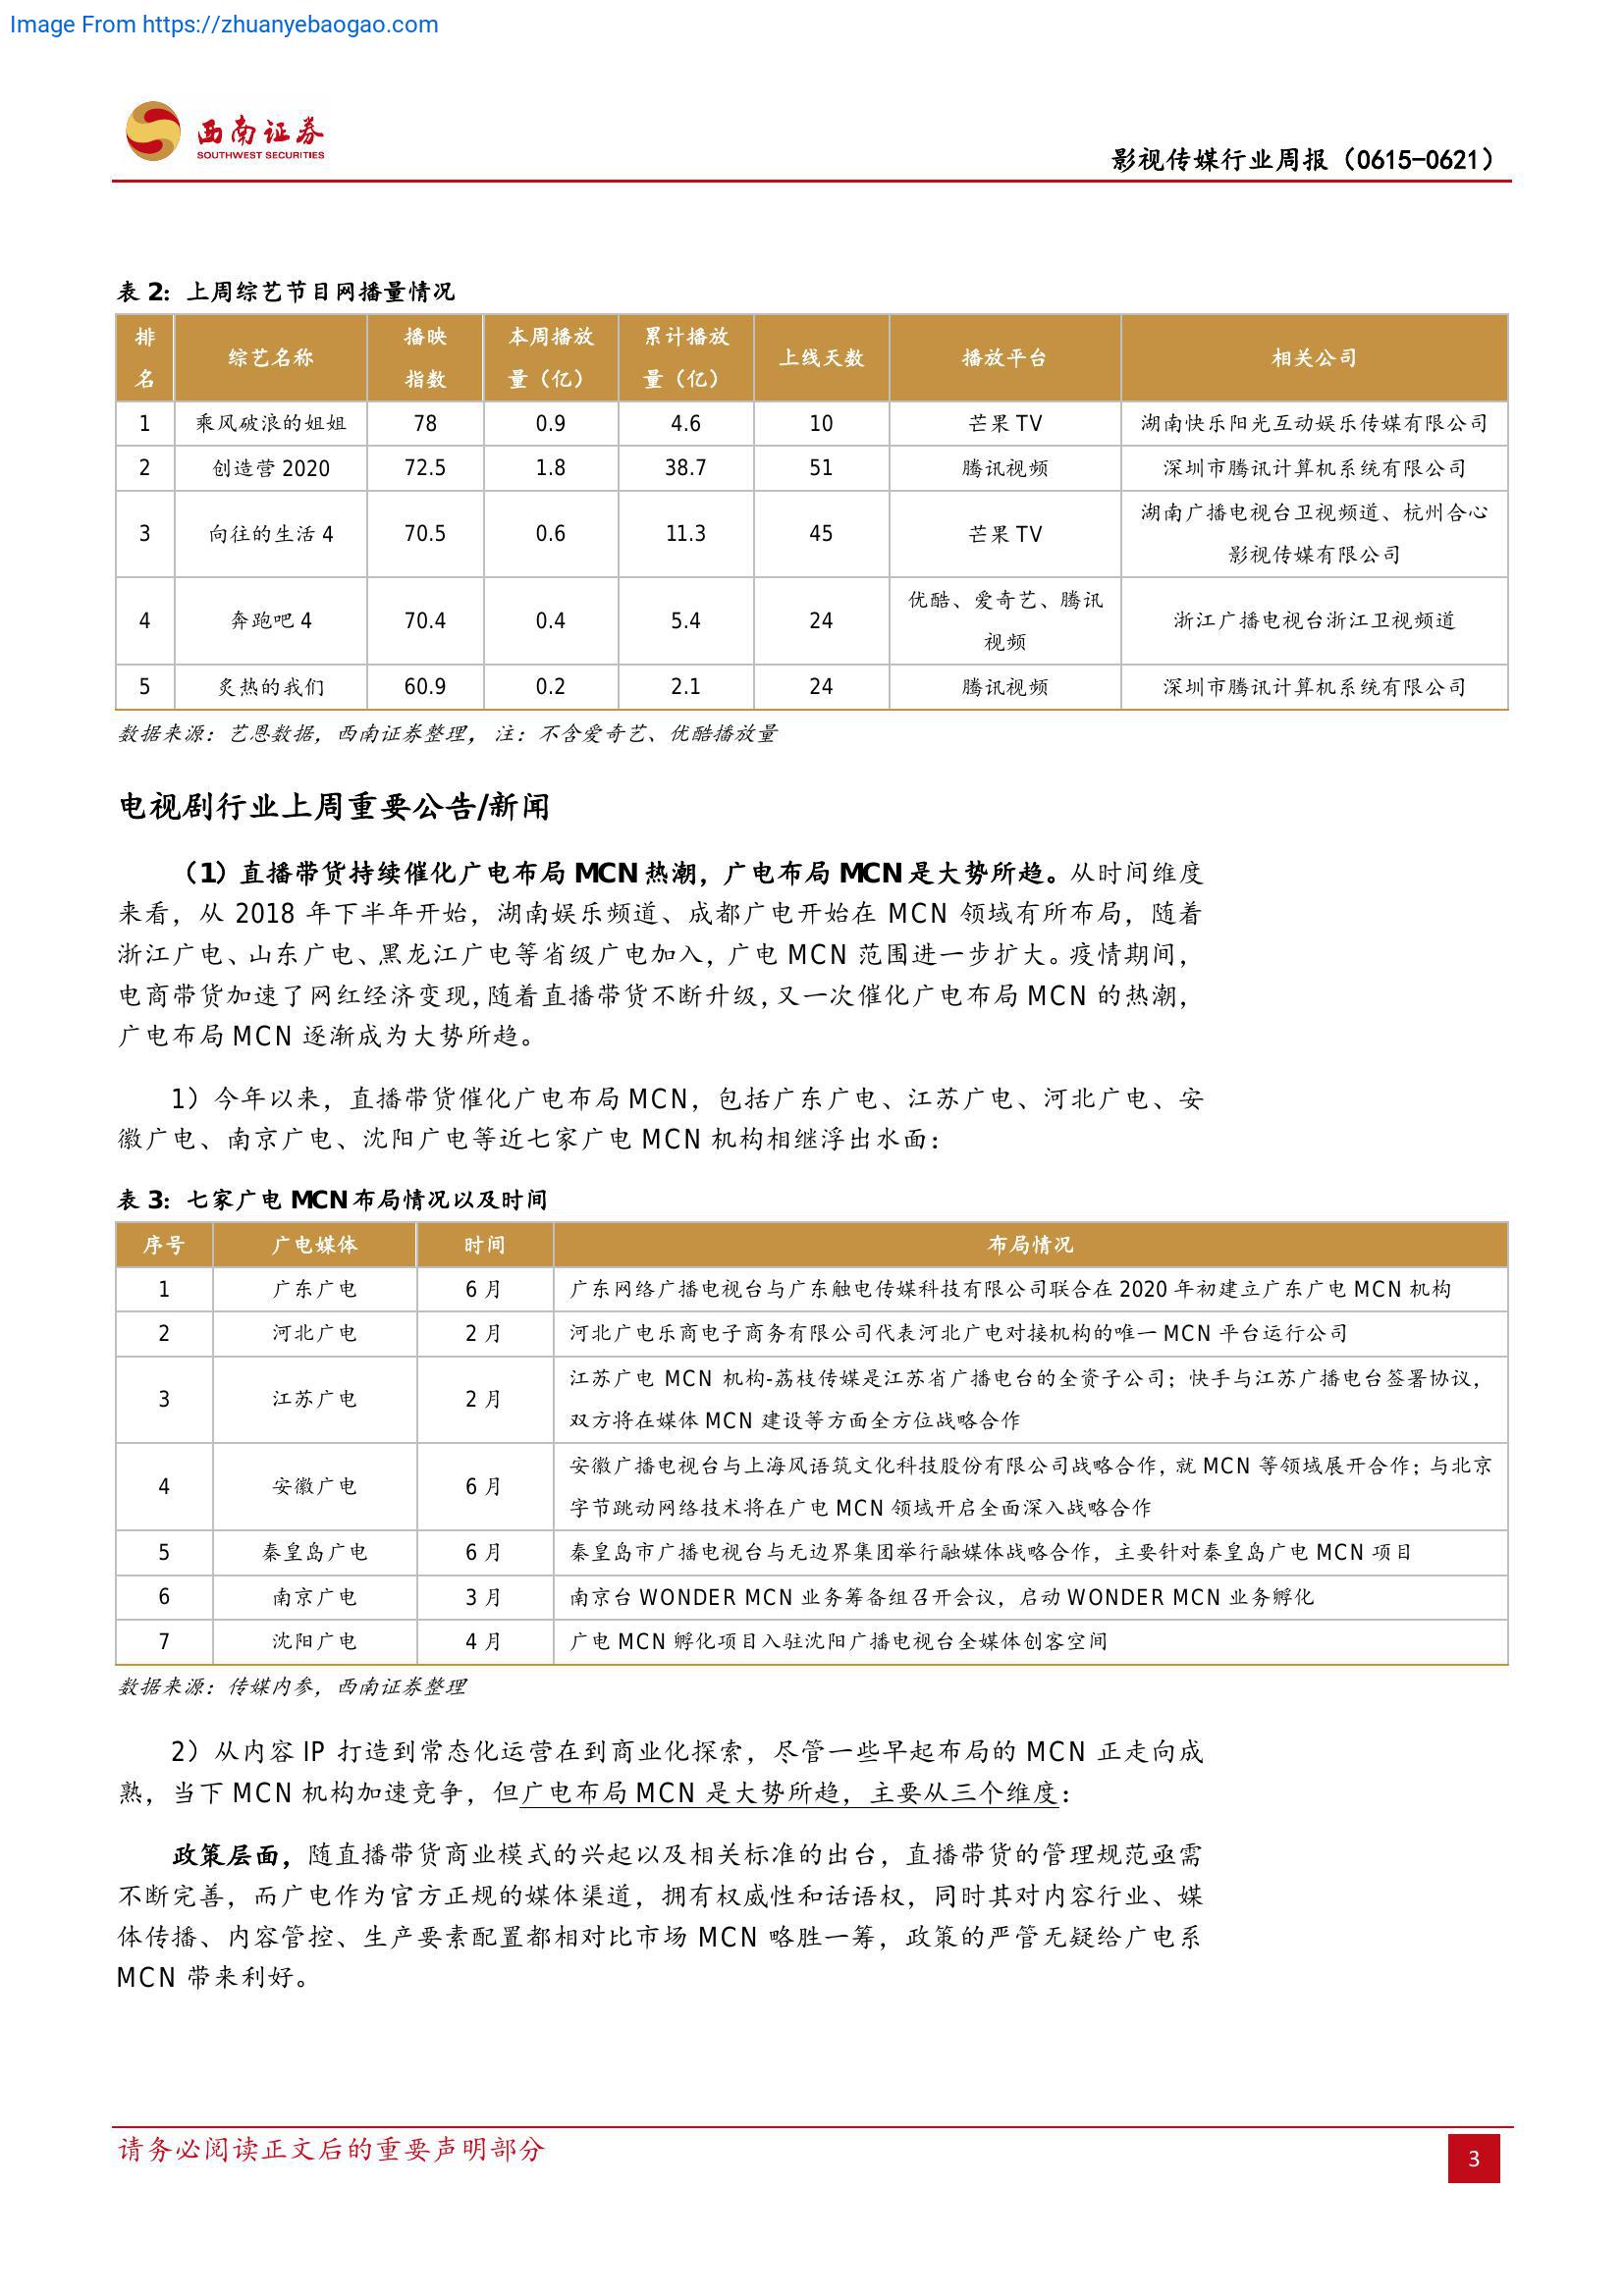 Image From https://zhuanyebaogao.com
西南证券
SOUTHWEST SECURITIES
影视传媒行业周报（0615-0621）
表 2：上周综艺节目网播量情况
排名 综艺名称 播映指数 本周播放量（亿） 累计播放量（亿） 上线天数 播放平台 相关公司
1 乘风破浪的姐姐 78 0.9 4.6 10 芒果 TV 湖南快乐阳光互动娱乐传媒有限公司
2 创造营 2020 72.5 1.8 38.7 51 腾讯视频 深圳市腾讯计算机系统有限公司
3 向往的生活 4 70.5 0.6 11.3 45 芒果 TV 湖南广播电视台卫视频道、杭州合心影视传媒有限公司
4 奔跑吧 4 70.4 0.4 5.4 24 优酷、爱奇艺、腾讯视频 浙江广播电视台浙江卫视频道
5 炙热的我们 60.9 0.2 2.1 24 腾讯视频 深圳市腾讯计算机系统有限公司
数据来源：艺恩数据，西南证券整理，注：不含爱奇艺、优酷播放量
电视剧行业上周重要公告/新闻
（1）直播带货持续催化广电布局 MCN 热潮，广电布局 MCN 是大势所趋。从时间维度
来看，从 2018 年下半年开始，湖南娱乐频道、成都广电开始在 MCN 领域有所布局，随着
浙江广电、山东广电、黑龙江广电等省级广电加入，广电 MCN 范围进一步扩大。疫情期间，
电商带货加速了网红经济变现，随着直播带货不断升级，又一次催化广电布局 MCN 的热潮，
广电布局 MCN 逐渐成为大势所趋。
1）今年以来，直播带货催化广电布局 MCN，包括广东广电、江苏广电、河北广电、安
徽广电、南京广电、沈阳广电等近七家广电 MCN 机构相继浮出水面：
表 3：七家广电 MCN 布局情况以及时间
序号 广电媒体 时间 布局情况
1 广东广电 6 月 广东网络广播电视台与广东触电传媒科技有限公司联合在 2020 年初建立广东广电 MCN 机构
2 河北广电 2 月 河北广电乐商电子商务有限公司代表河北广电对接机构的唯一 MCN 平台运行公司
3 江苏广电 2 月 江苏广电 MCN 机构-荔枝传媒是江苏省广播电台的全资子公司；快手与江苏广播电台签署协议，
双方将在媒体 MCN 建设等方面全方位战略合作
4 安徽广电 6 月 安徽广播电视台与上海风语筑文化科技股份有限公司战略合作，就 MCN 等领域展开合作；与北京
字节跳动网络技术将在广电 MCN 领域开启全面深入战略合作
5 秦皇岛广电 6 月 秦皇岛市广播电视台与无边界集团举行融媒体战略合作，主要针对秦皇岛广电 MCN 项目
6 南京广电 3 月 南京台 WONDER MCN 业务筹备组召开会议，启动 WONDER MCN 业务孵化
7 沈阳广电 4 月 广电 MCN 孵化项目入驻沈阳广播电视台全媒体创客空间
数据来源：传媒内参，西南证券整理
2）从内容 IP 打造到常态化运营在到商业化探索，尽管一些早起布局的 MCN 正走向成
熟，当下 MCN 机构加速竞争，但广电布局 MCN 是大势所趋，主要从三个维度：
政策层面，随直播带货商业模式的兴起以及相关标准的出台，直播带货的管理规范亟需
不断完善，而广电作为官方正规的媒体渠道，拥有权威性和话语权，同时其对内容行业、媒
体传播、内容管控、生产要素配置都相对比市场 MCN 略胜一筹，政策的严管无疑给广电系
MCN 带来利好。
请务必阅读正文后的重要声明部分
3